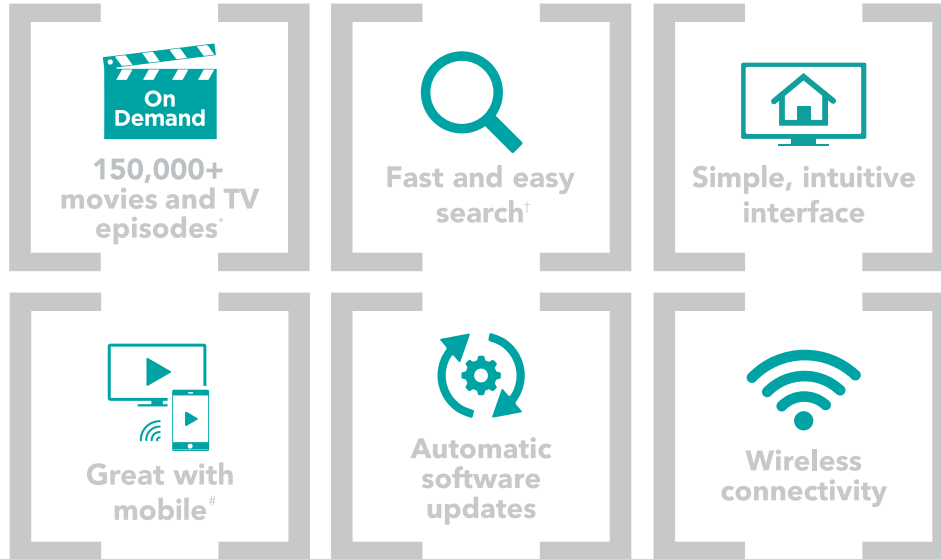 On
Demand
150,000+
movies and TV
episodes*
Fast and easy
search†
Simple, intuitive
interface
Great with
mobile#
Automatic
software
updates
Wireless
connectivity